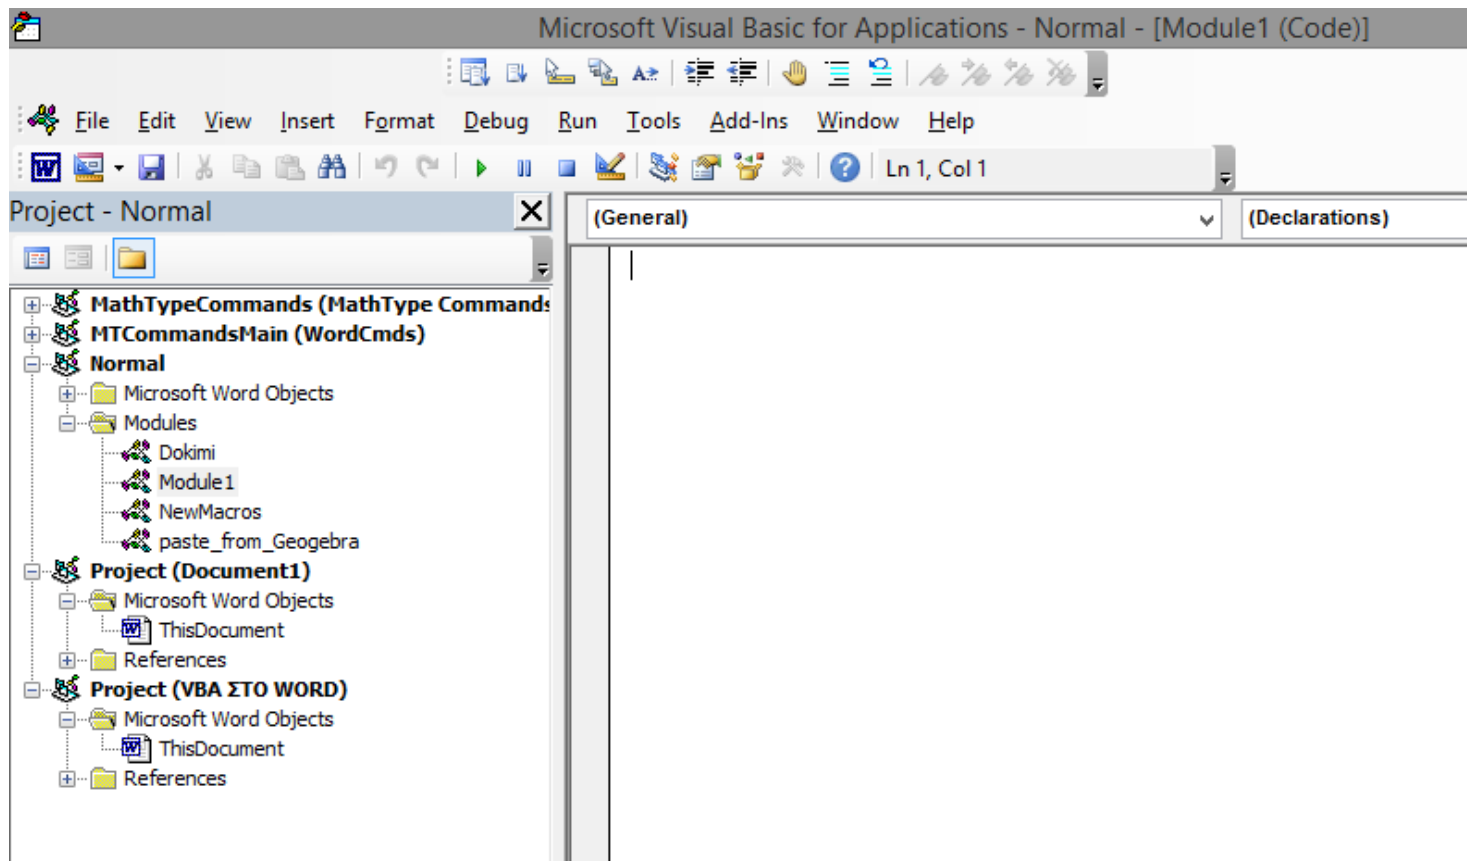 Microsoft Visual Basic for Applications - Normal - [Module1 (Code)]
File Edit View Insert Format Debug Run Tools Add-Ins Window Help
Ln 1, Col 1
Project - Normal
(General) (Declarations)
MathTypeCommands (MathType Commands
MTCommandsMain (WordCmds)
Normal
Microsoft Word Objects
Modules
Dokimi
Module1
NewMacros
paste_from_Geogebra
Project (Document1)
Microsoft Word Objects
ThisDocument
References
Project (VBA ΣΤΟ WORD)
Microsoft Word Objects
ThisDocument
References